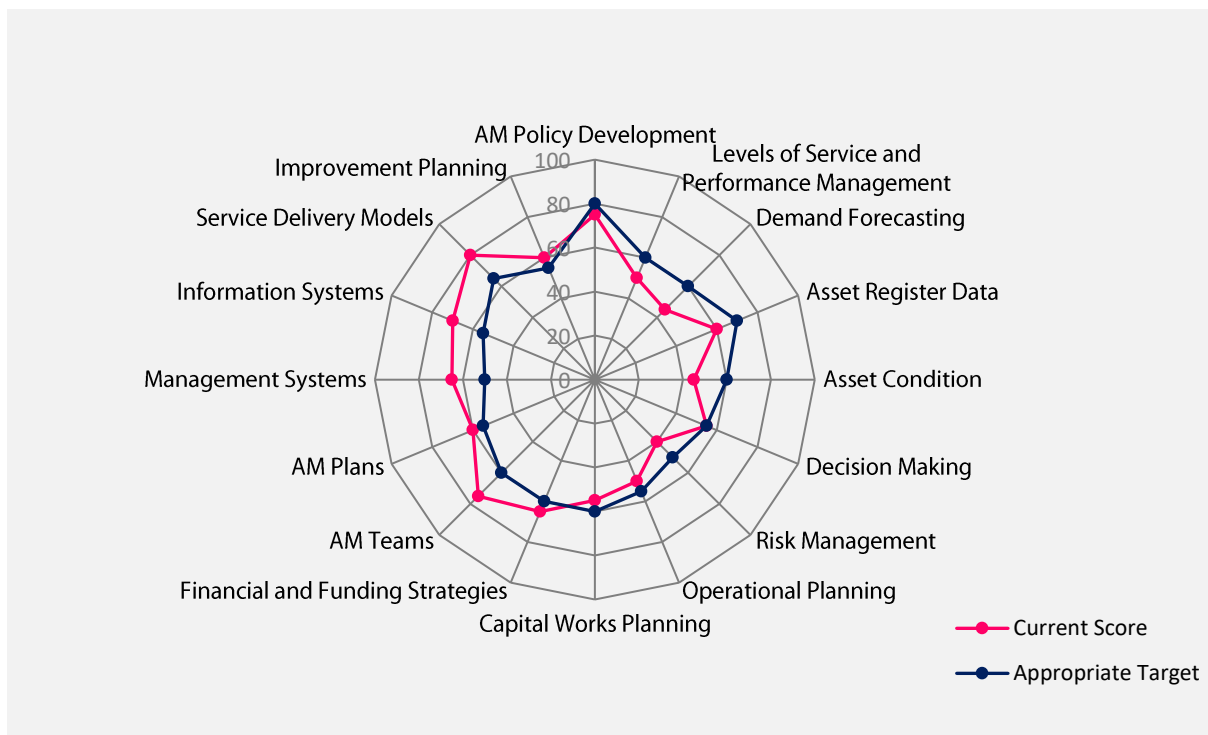 AM Policy Development
Levels of Service and
Performance Management
Demand Forecasting
Asset Register Data
Asset Condition
Decision Making
Risk Management
Operational Planning
Capital Works Planning
Financial and Funding Strategies
AM Teams
AM Plans
Management Systems
Information Systems
Service Delivery Models
Improvement Planning
100
80
60
40
20
0
Current Score
Appropriate Target